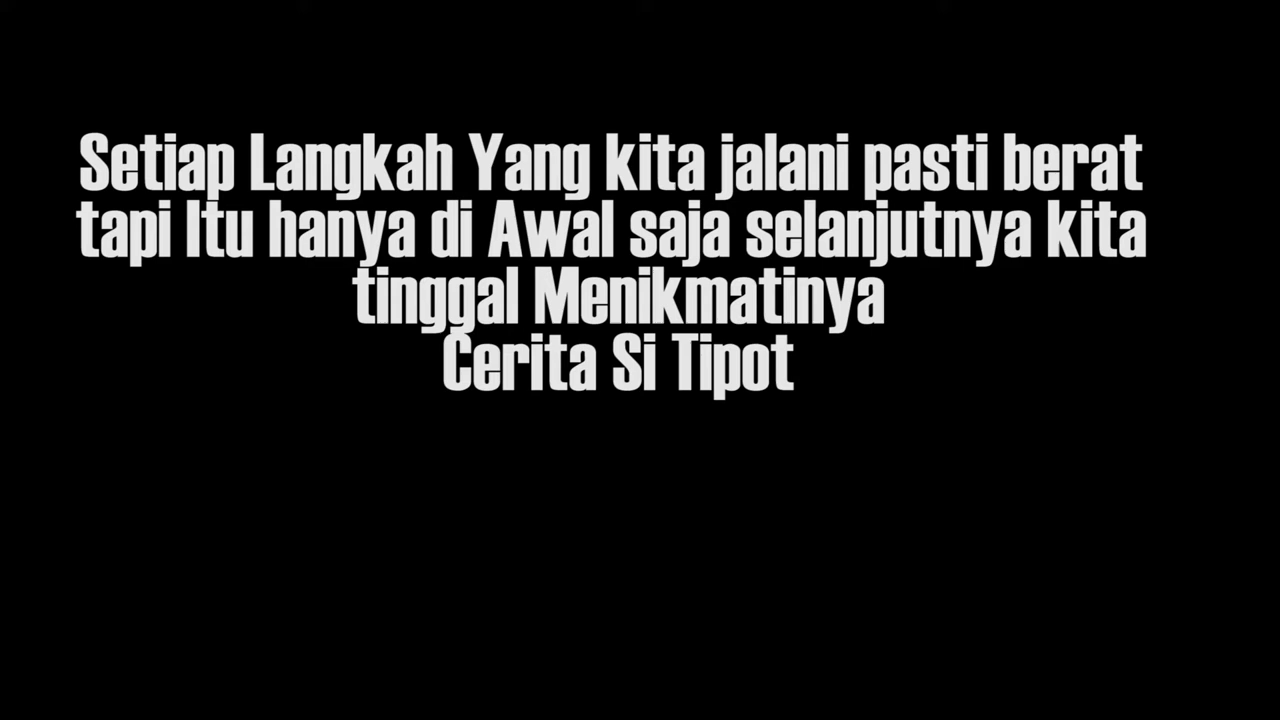 Setiap Langkah Yang kita jalani pasti berat
tapi Itu hanya di Awal saja selanjutnya kita
tinggal Menikmatinya
Cerita Si Tipot